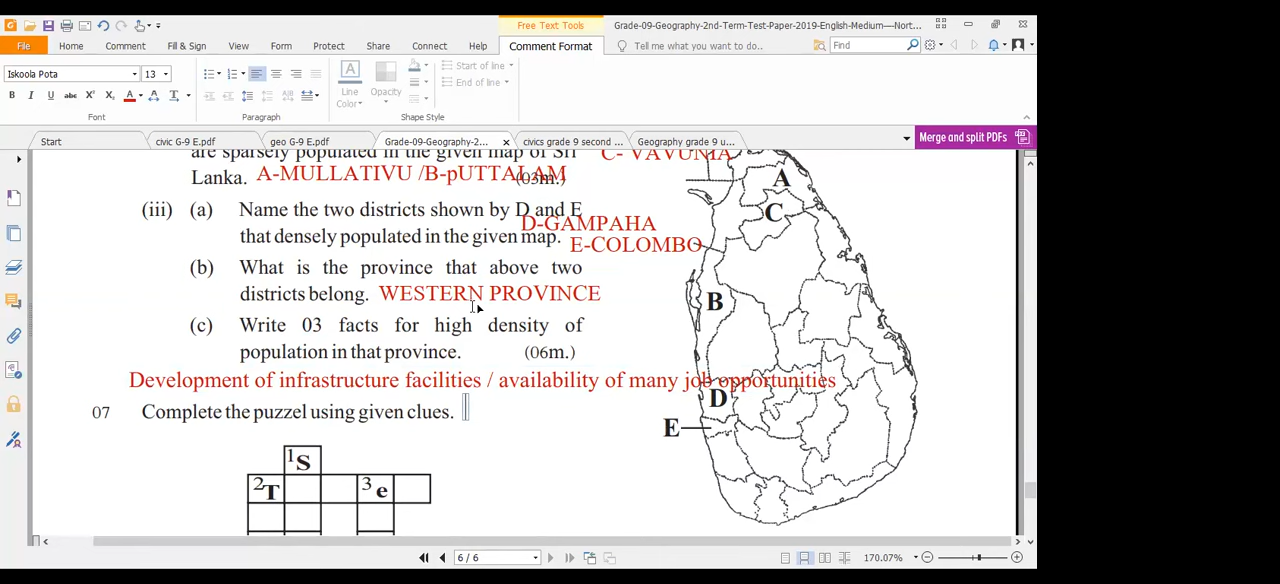 Free Text Tools
Grade-09-Geography-2nd-Term-Test-Paper-2019-English-Medium—Nort...
File Home Comment Fill & Sign View Form Protect Share Connect Help Comment Format Tell me what you want to do... Find
Iskoola Pota 13
Line Color Opacity
Start of line
End of line
B I U abc X² X₂ A A T
Font Paragraph Shape Style
Start civic G-9 E.pdf geo G-9 E.pdf Grade-09-Geography-2... civics grade 9 second ... Geography grade 9 u... Merge and split PDFs
are sparsely populated in the given map of Sri
C- VAVUNIA
Lanka. A-MULLATIVU /B-pUTTALAM (03m.)
(iii) (a) Name the two districts shown by D and E
D-GAMPAHA
that densely populated in the given map.
E-COLOMBO
(b) What is the province that above two
districts belong. WESTERN PROVINCE
(c) Write 03 facts for high density of
population in that province. (06m.)
Development of infrastructure facilities / availability of many job opportunities
07 Complete the puzzel using given clues.
1 S
2 T 3 e
A
C
B
D
E
6 / 6 170.07%